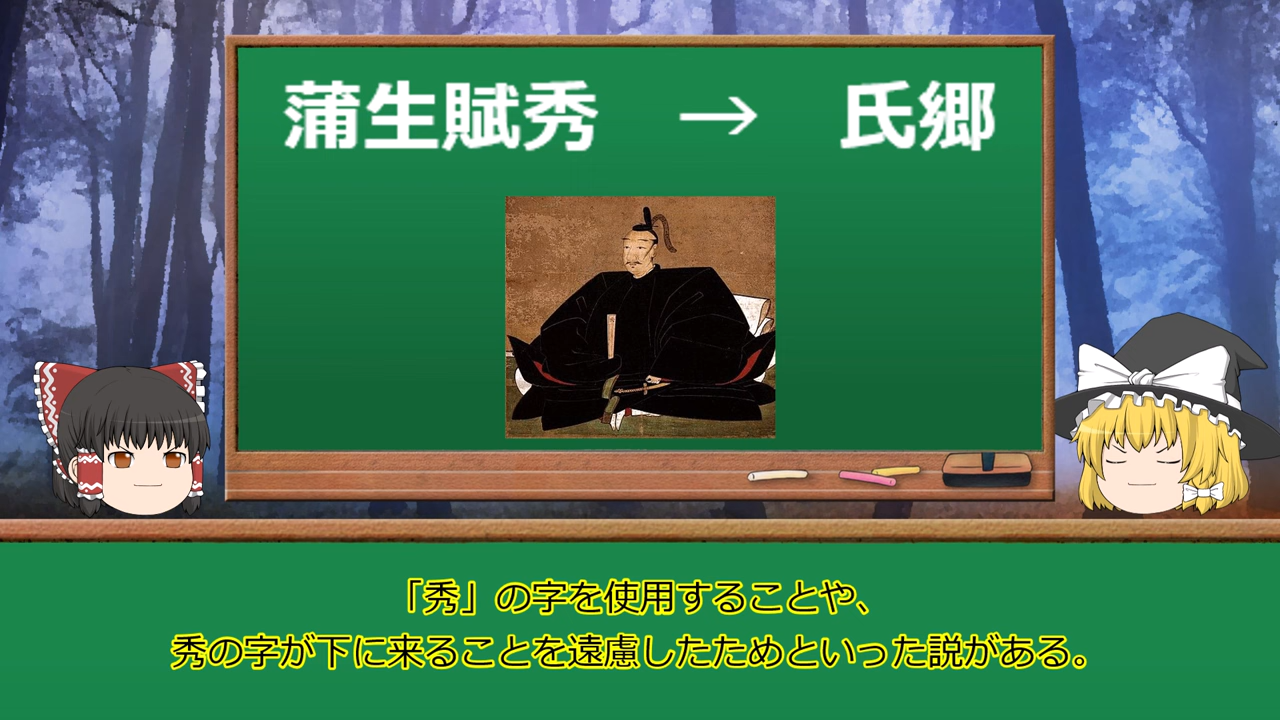 蒲生賦秀　→　氏郷
「秀」の字を使用することや、
秀の字が下に来ることを遠慮したためといった説がある。